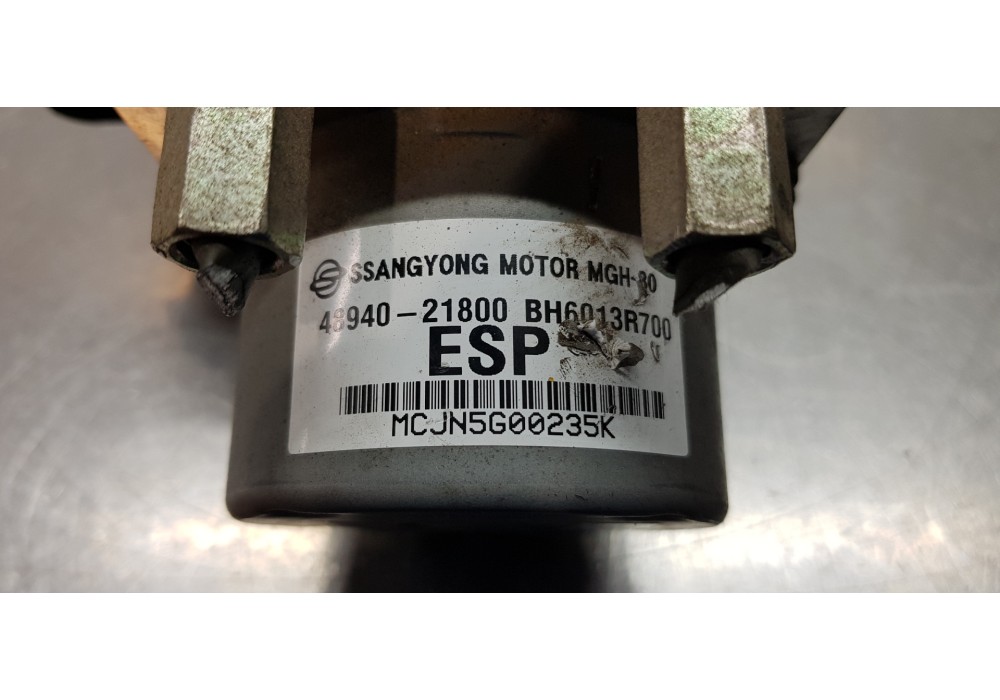 SSANGYONG MOTOR MGH-80
48940-21800 BH6013R700
ESP
MCJN5G00235K